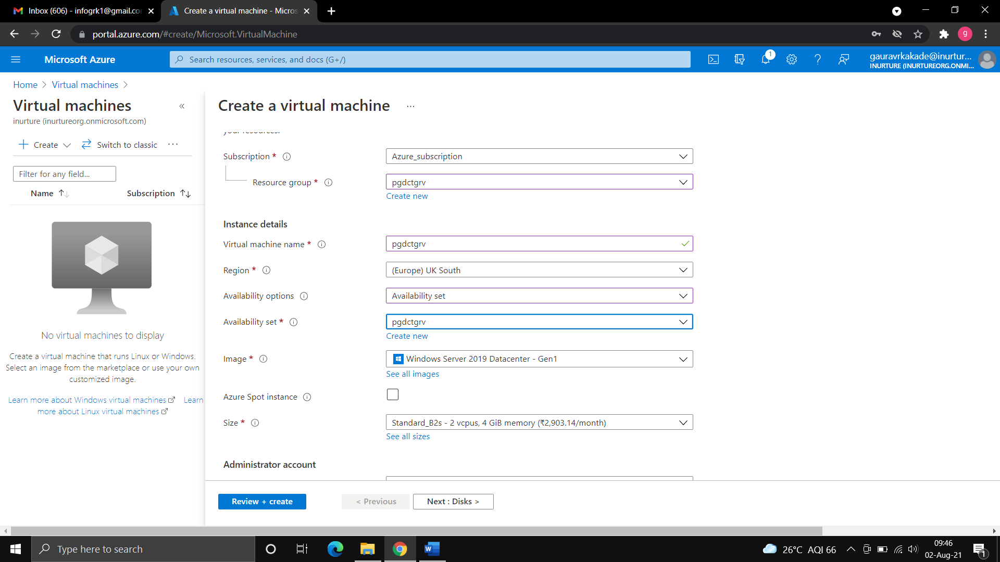 Inbox (606) - infogrk1@gmail.co
Create a virtual machine - Micros
portal.azure.com/#create/Microsoft.VirtualMachine
g
Microsoft Azure
Search resources, services, and docs (G+/)
1
gauravrkakade@inurtur...
INURTURE (INURTUREORG.ONMI...
Home > Virtual machines >
Virtual machines
«
inurture (inurtureorg.onmicrosoft.com)
Create
Switch to classic
...
Filter for any field...
Name
Subscription
No virtual machines to display
Create a virtual machine that runs Linux or Windows.
Select an image from the marketplace or use your own
customized image.
Learn more about Windows virtual machines
Learn
more about Linux virtual machines
Create a virtual machine
...
your resources.
Subscription *
Azure_subscription
Resource group *
pgdctgrv
Create new
Instance details
Virtual machine name *
pgdctgrv
Region *
(Europe) UK South
Availability options
Availability set
Availability set *
pgdctgrv
Create new
Image *
Windows Server 2019 Datacenter - Gen1
See all images
Azure Spot instance
Size *
Standard_B2s - 2 vcpus, 4 GiB memory (₹2,903.14/month)
See all sizes
Administrator account
Review + create
< Previous
Next : Disks >
Type here to search
26°C AQI 66
09:46
02-Aug-21
1